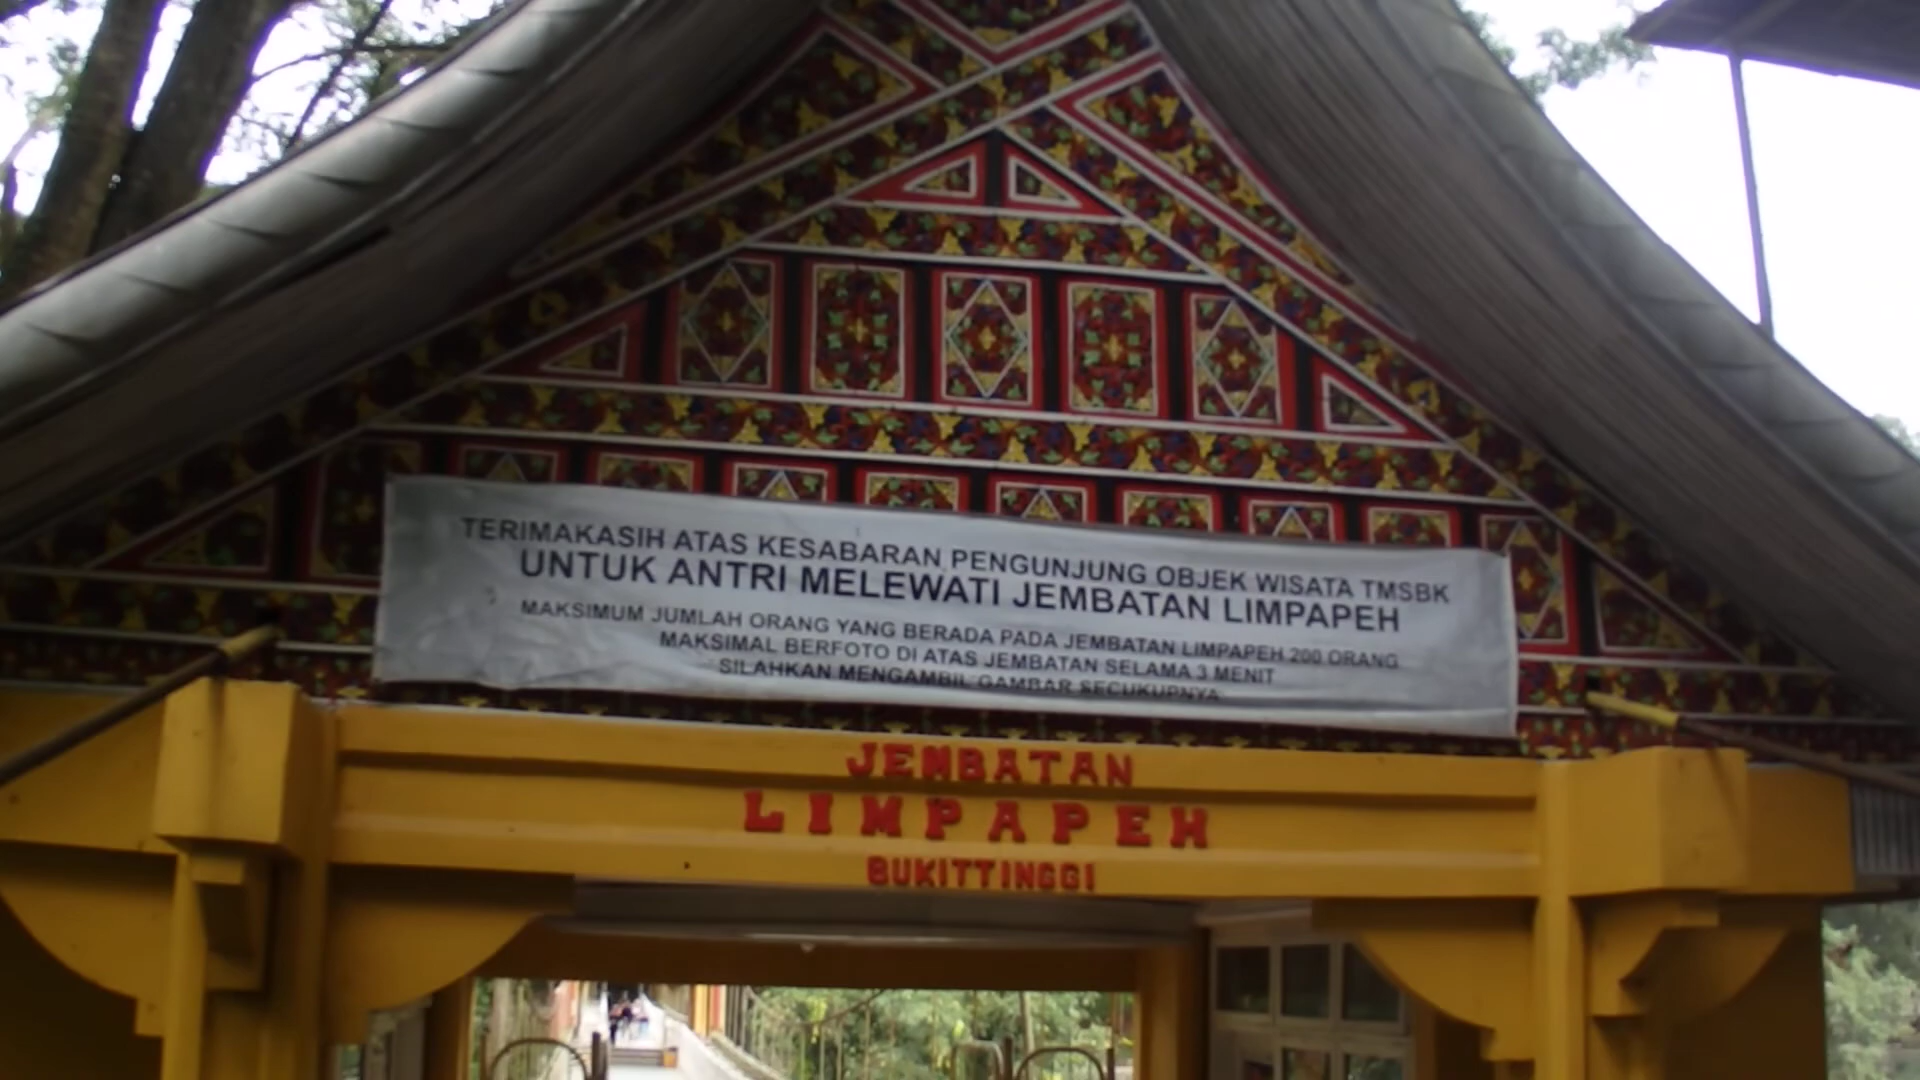 TERIMAKASIH ATAS KESABARAN PENGUNJUNG OBJEK WISATA TMSBK
UNTUK ANTRI MELEWATI JEMBATAN LIMPAPEH
MAKSIMUM JUMLAH ORANG YANG BERADA PADA JEMBATAN LIMPAPEH 200 ORANG
MAKSIMAL BERFOTO DI ATAS JEMBATAN SELAMA 3 MENIT
SILAHKAN MENGAMBIL GAMBAR SECUKUPNYA
JEMBATAN
LIMPAPEH
BUKITTINGGI